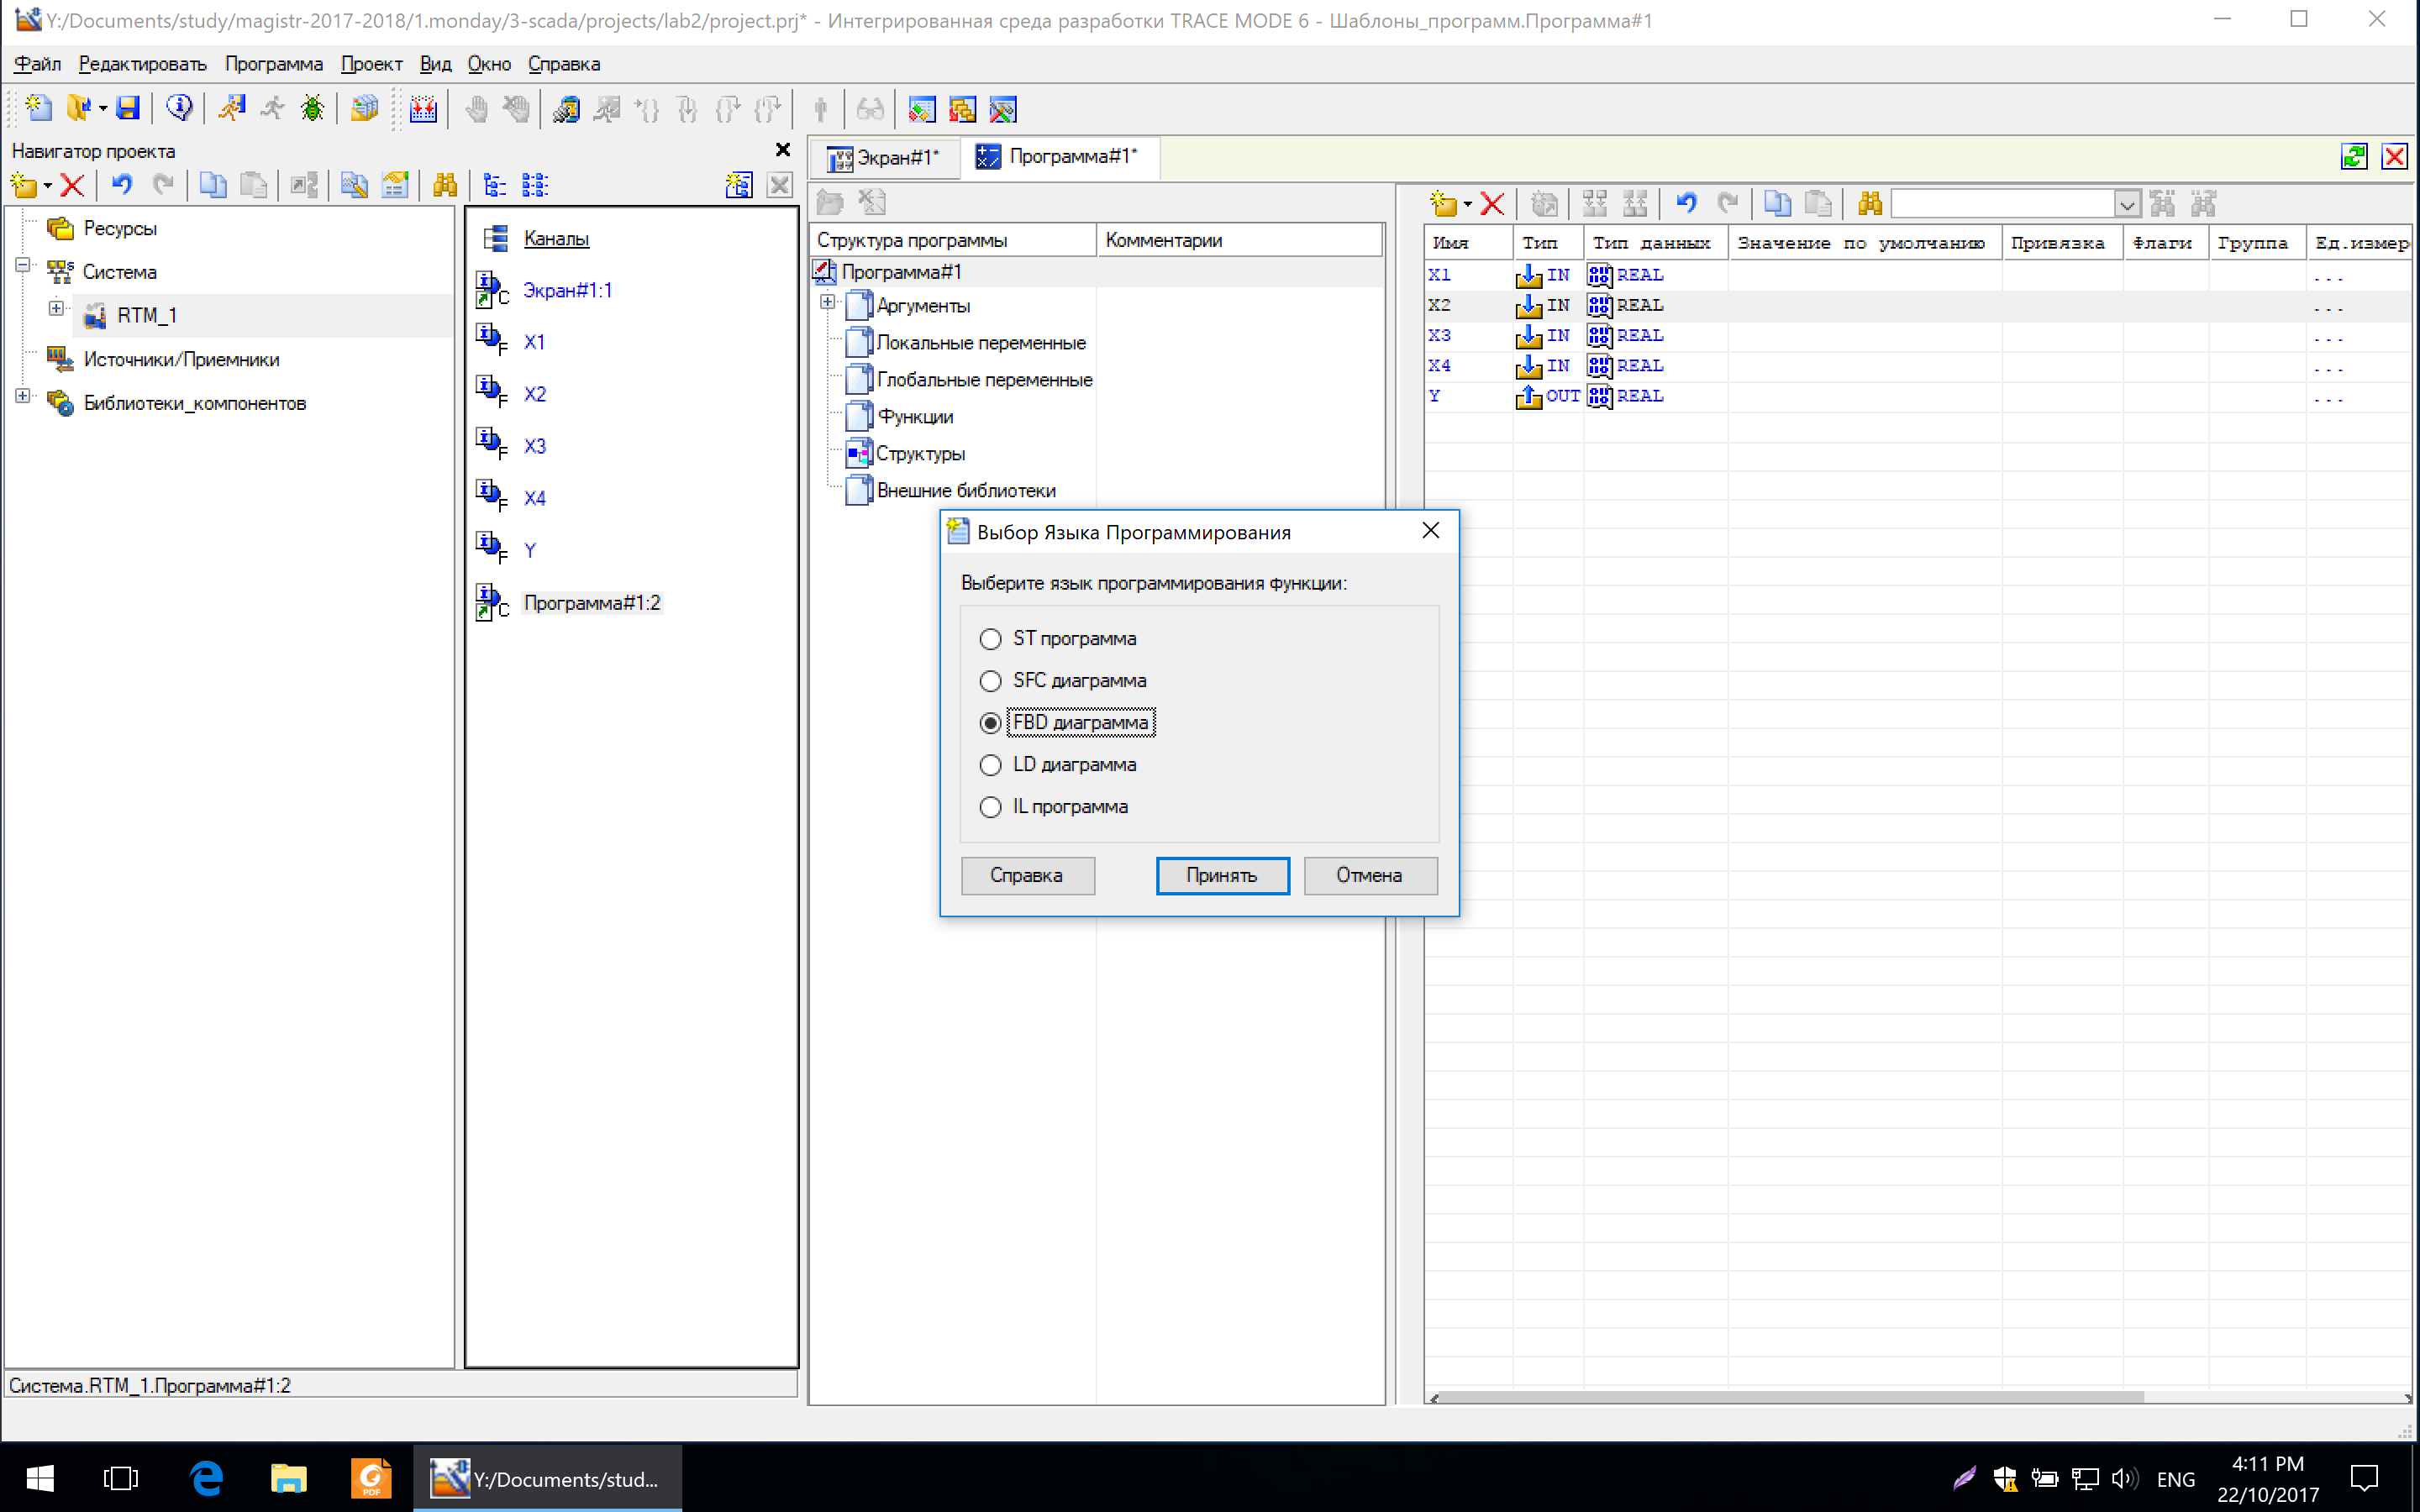 Y:/Documents/study/magistr-2017-2018/1.monday/3-scada/projects/lab2/project.prj* - Интегрированная среда разработки TRACE MODE 6 - Шаблоны_программ.Программа#1
Файл Редактировать Программа Проект Вид Окно Справка
Навигатор проекта
Ресурсы
Система
RTM_1
Источники/Приемники
Библиотеки_компонентов
Каналы
Экран#1:1
X1
X2
X3
X4
Y
Программа#1:2
Система.RTM_1.Программа#1:2
Экран#1* Программа#1*
Структура программы Комментарии
Программа#1
Аргументы
Локальные переменные
Глобальные переменные
Функции
Структуры
Внешние библиотеки
Имя Тип Тип данных Значение по умолчанию Привязка Флаги Группа Ед.измер
X1 IN REAL ...
X2 IN REAL ...
X3 IN REAL ...
X4 IN REAL ...
Y OUT REAL ...
Выбор Языка Программирования
Выберите язык программирования функции:
ST программа
SFC диаграмма
FBD диаграмма
LD диаграмма
IL программа
Справка Принять Отмена
PDF
Y:/Documents/stud...
ENG
4:11 PM
22/10/2017